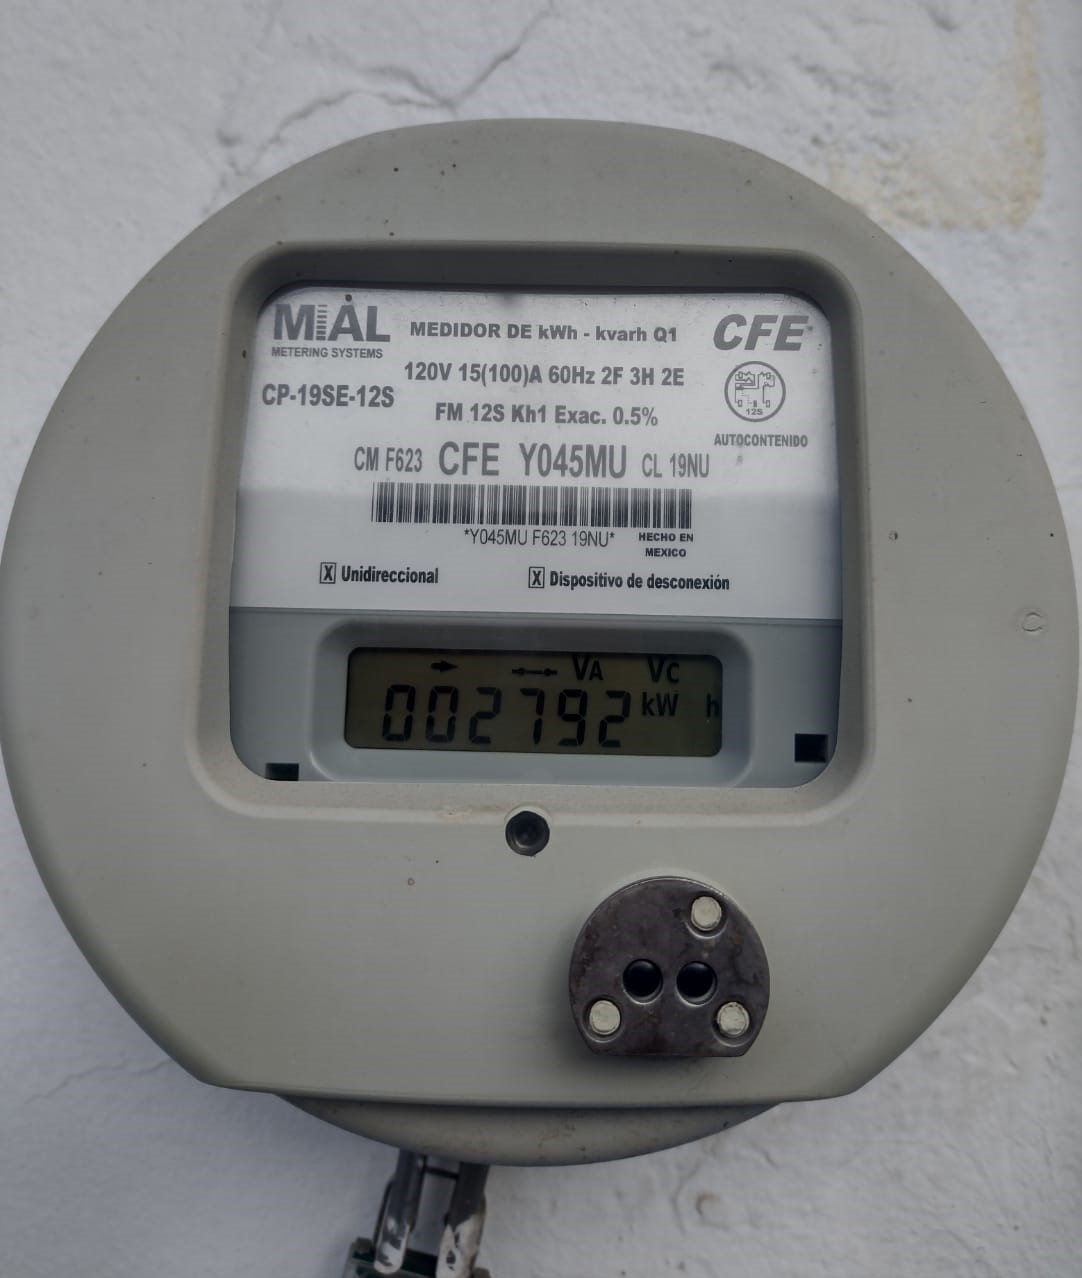 MIAL
METERING SYSTEMS
MEDIDOR DE kWh - kvarh Q1
CFE
120V 15(100)A 60Hz 2F 3H 2E
CP-19SE-12S
FM 12S Kh1 Exac. 0.5%
12S
AUTOCONTENIDO
CM F623 CFE Y045MU CL 19NU
*Y045MU F623 19NU*
HECHO EN
MEXICO
X Unidireccional
X Dispositivo de desconexión
VA VC
002792 kW h